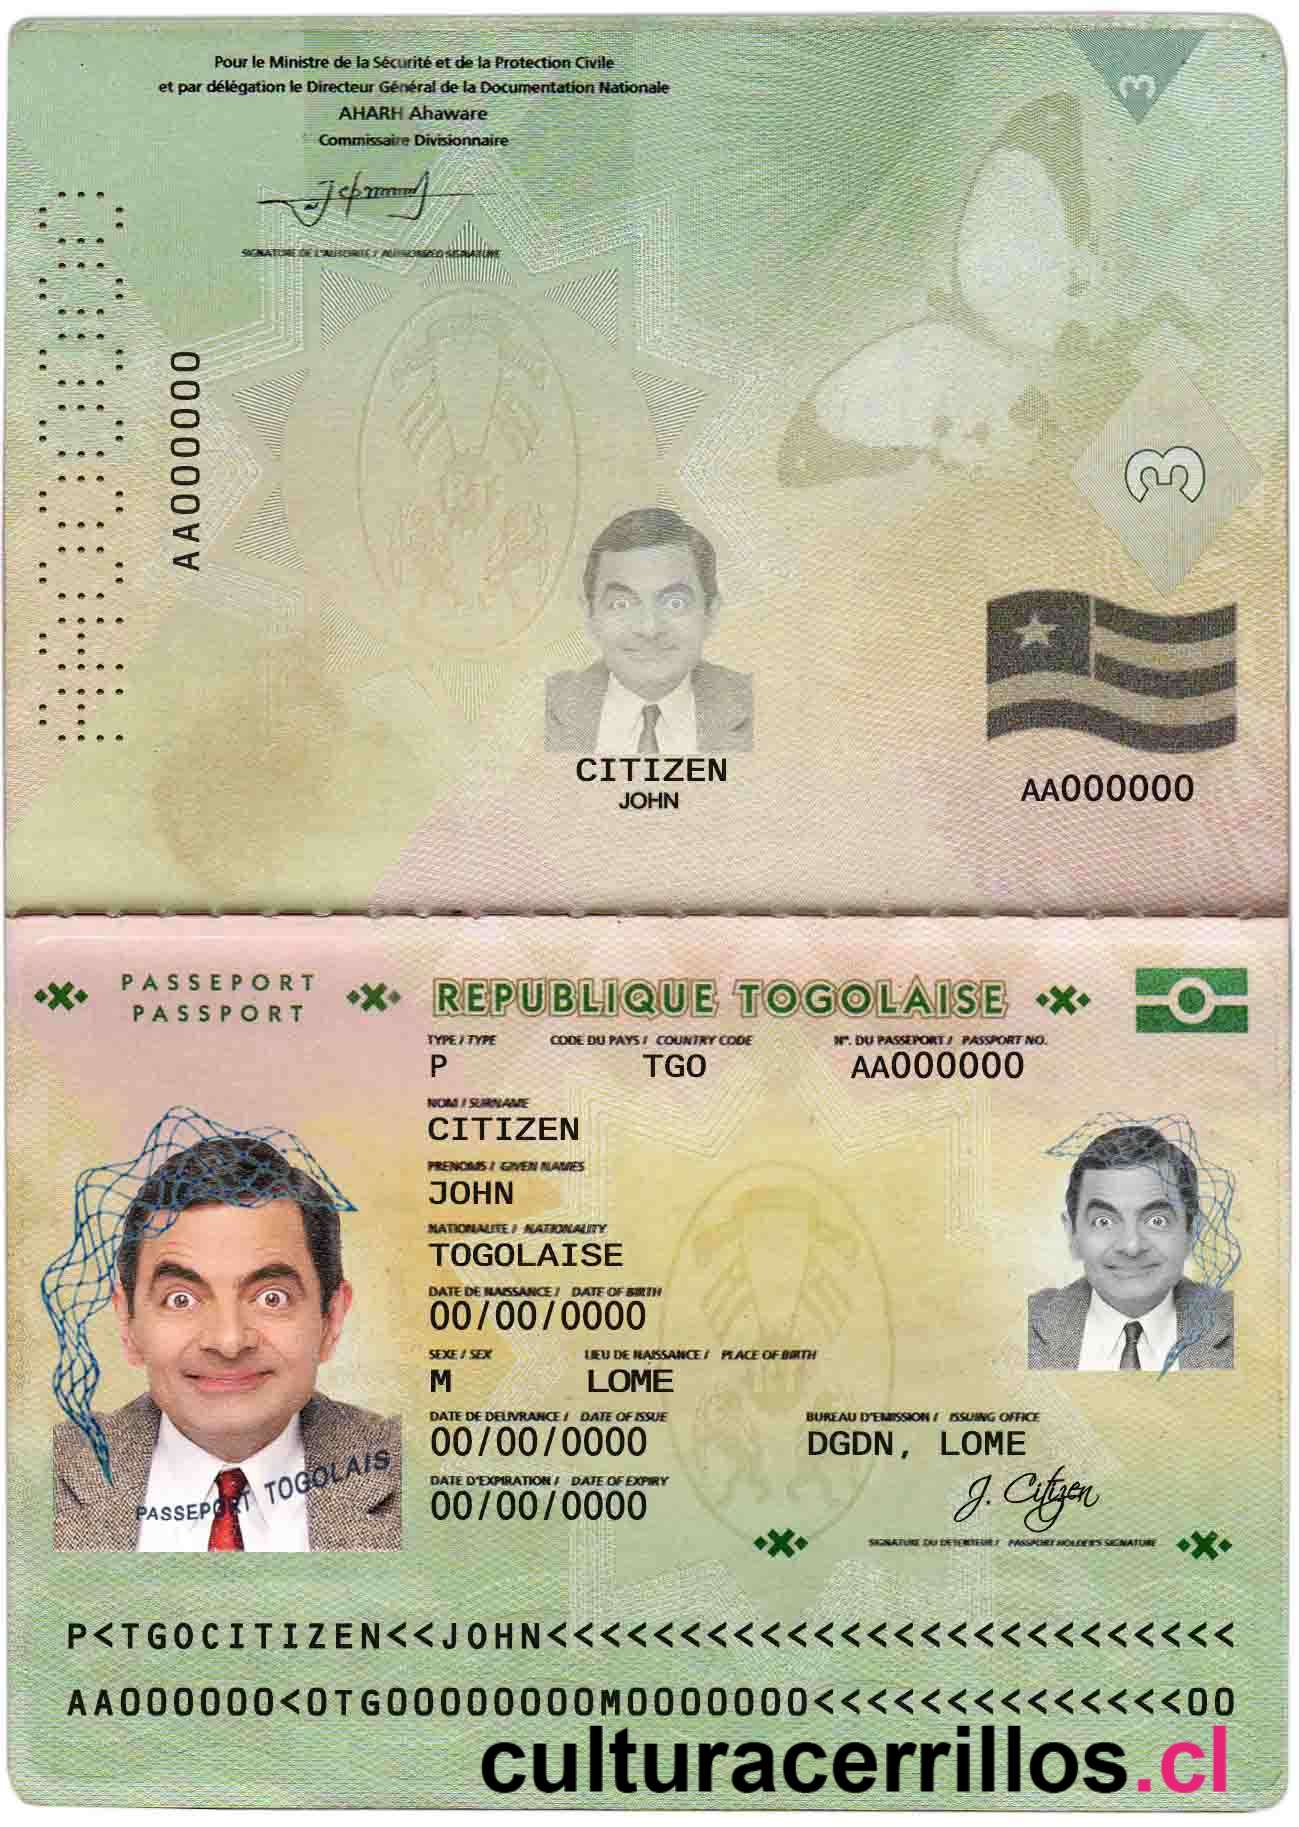 Pour le Ministre de la Sécurité et de la Protection Civile
et par délégation le Directeur Général de la Documentation Nationale
AHARH Ahaware
Commissaire Divisionnaire
SIGNATURE DE L'AUTORITÉ / AUTHORIZED SIGNATURE
AA000000
AA000000
3
3
CITIZEN
JOHN
AA000000
PASSEPORT
PASSPORT
REPUBLIQUE TOGOLAISE
TYPE / TYPE CODE DU PAYS / COUNTRY CODE N°. DU PASSEPORT / PASSPORT NO.
P TGO AA000000
NOM / SURNAME
CITIZEN
PRENOMS / GIVEN NAMES
JOHN
NATIONALITE / NATIONALITY
TOGOLAISE
DATE DE NAISSANCE / DATE OF BIRTH
00/00/0000
SEXE / SEX LIEU DE NAISSANCE / PLACE OF BIRTH
M LOME
DATE DE DELIVRANCE / DATE OF ISSUE BUREAU D'EMISSION / ISSUING OFFICE
00/00/0000 DGDN, LOME
DATE D'EXPIRATION / DATE OF EXPIRY
00/00/0000
J. Citizen
SIGNATURE DU DETENTEUR / PASSPORT HOLDER'S SIGNATURE
PASSEPORT TOGOLAIS
P<TGOCITIZEN<<JOHN<<<<<<<<<<<<<<<<<<<<<<<<<<
AA000000<0TGO0000000M0000000<<<<<<<<<<<<<<00
culturacerrillos.cl